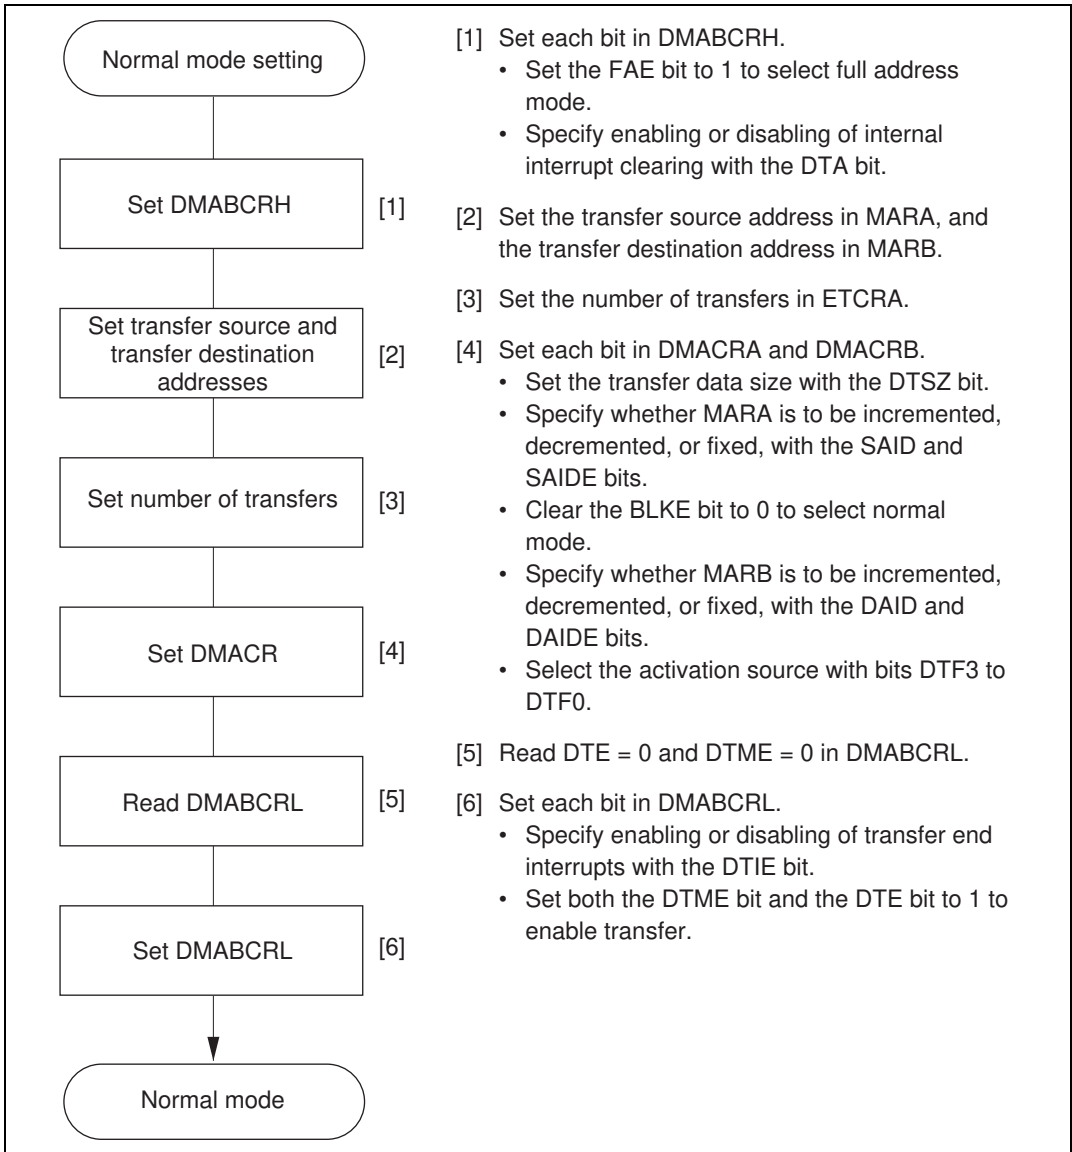 Normal mode setting
Set DMABCRH
[1]
Set transfer source and
transfer destination
addresses
[2]
Set number of transfers
[3]
Set DMACR
[4]
Read DMABCRL
[5]
Set DMABCRL
[6]
Normal mode
[1] Set each bit in DMABCRH.
• Set the FAE bit to 1 to select full address
mode.
• Specify enabling or disabling of internal
interrupt clearing with the DTA bit.
[2] Set the transfer source address in MARA, and
the transfer destination address in MARB.
[3] Set the number of transfers in ETCRA.
[4] Set each bit in DMACRA and DMACRB.
• Set the transfer data size with the DTSZ bit.
• Specify whether MARA is to be incremented,
decremented, or fixed, with the SAID and
SAIDE bits.
• Clear the BLKE bit to 0 to select normal
mode.
• Specify whether MARB is to be incremented,
decremented, or fixed, with the DAID and
DAIDE bits.
• Select the activation source with bits DTF3 to
DTF0.
[5] Read DTE = 0 and DTME = 0 in DMABCRL.
[6] Set each bit in DMABCRL.
• Specify enabling or disabling of transfer end
interrupts with the DTIE bit.
• Set both the DTME bit and the DTE bit to 1 to
enable transfer.